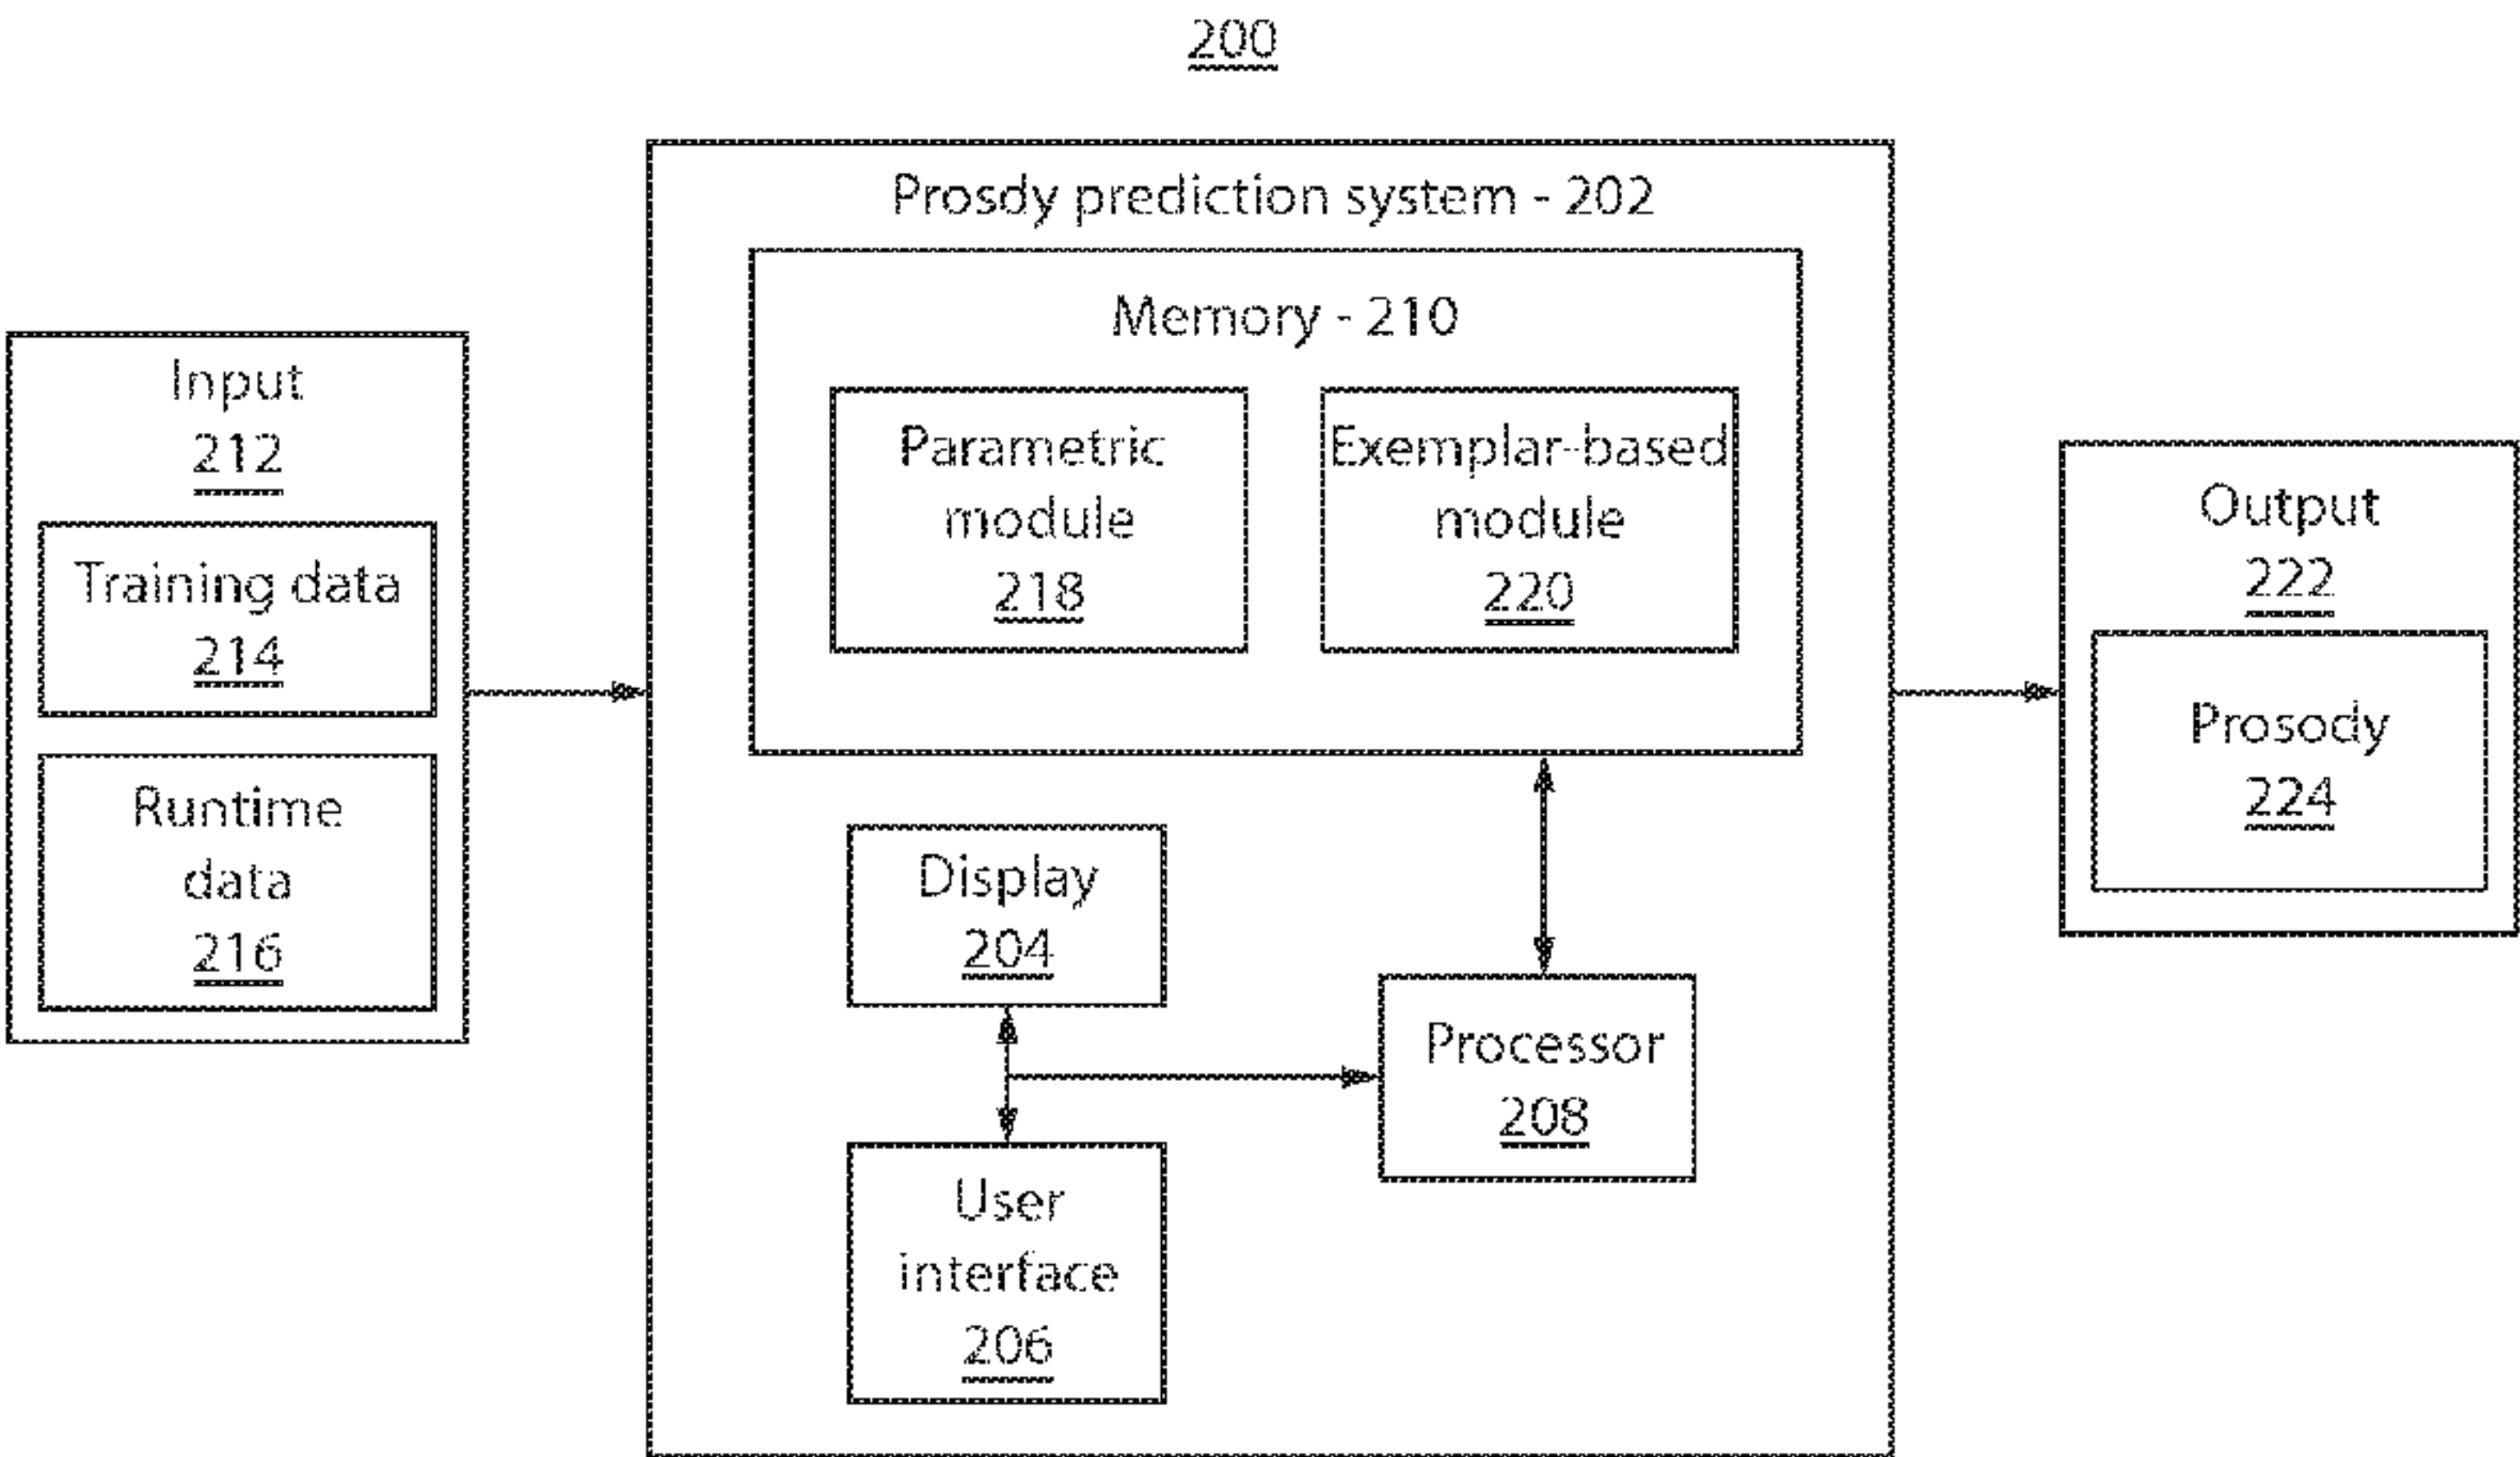 200
Prosdy prediction system - 202
Memory - 210
Parametric
module
218
Exemplar-based
module
220
Input
212
Training data
214
Runtime
data
216
Display
204
User
interface
206
Processor
208
Output
222
Prosody
224